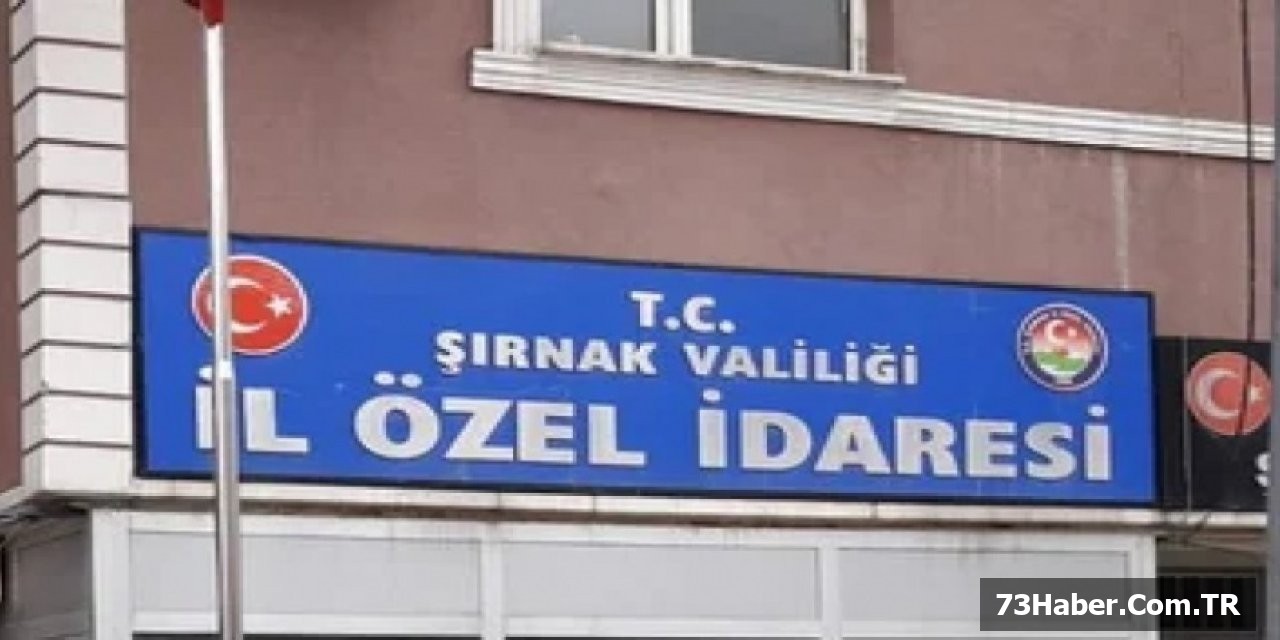 T.C.
ŞIRNAK VALİLİĞİ
İL ÖZEL İDARESİ
73Haber.Com.TR